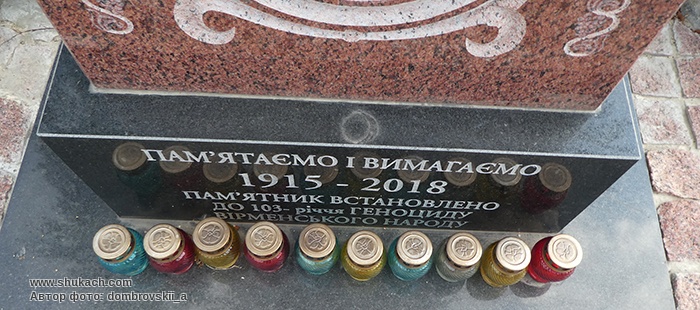 ПАМ'ЯТАЄМО І ВИМАГАЄМО
1915 - 2018
ПАМ'ЯТНИК ВСТАНОВЛЕНО
ДО 103- річчя ГЕНОЦИДУ
ВІРМЕНСЬКОГО НАРОДУ
www.shukach.com
Автор фото: dombrovskii_a